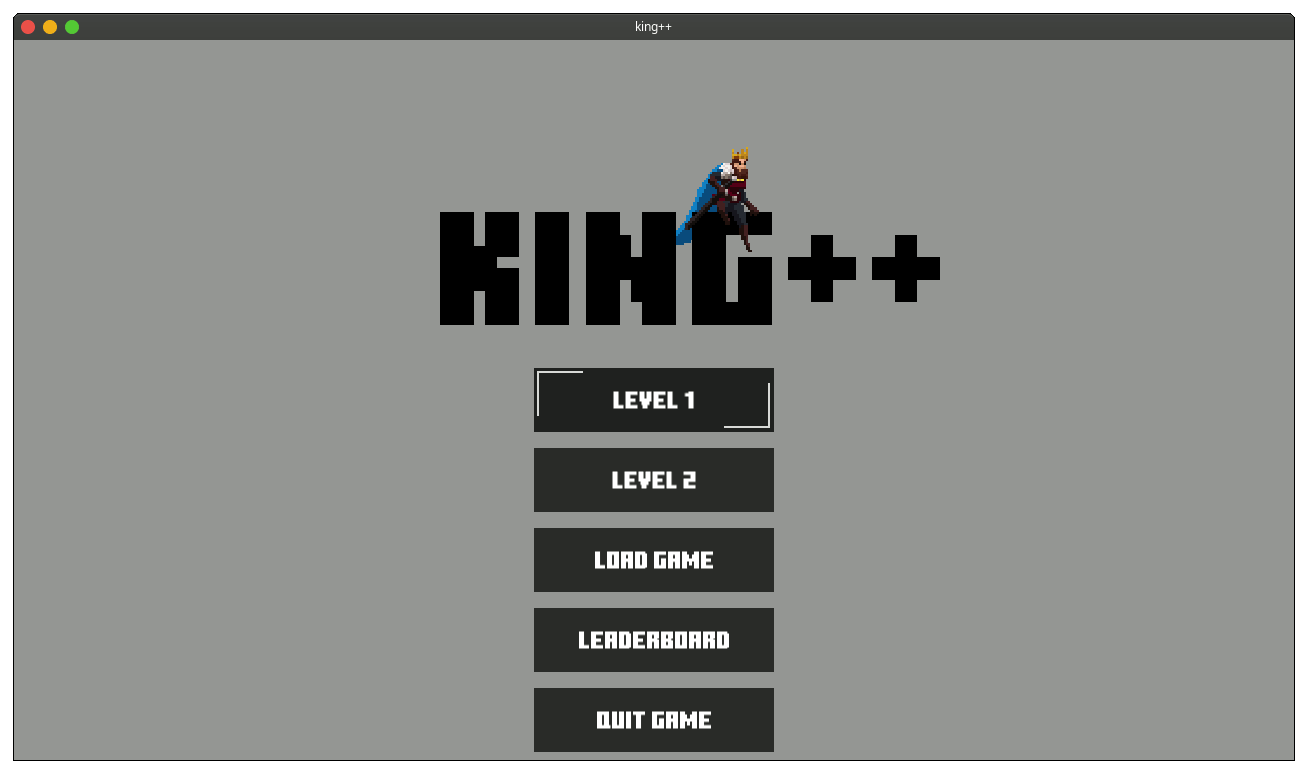 king++
KING++
LEVEL 1
LEVEL 2
LOAD GAME
LEADERBOARD
QUIT GAME